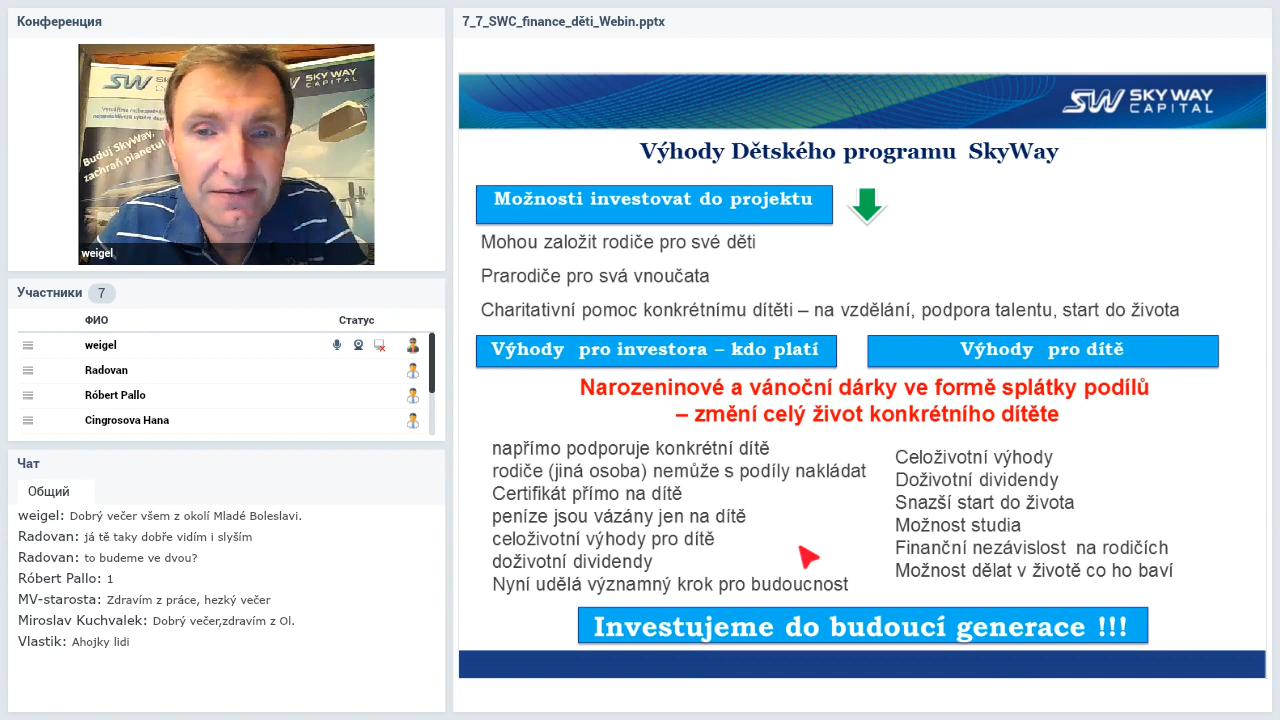 Конференция
SW
SKY WAY
CAPITAL
Buduj SkyWay,
zachraň planetu!
weigel
Участники 7
ФИО Статус
weigel
Radovan
Róbert Pallo
Cingrosova Hana
Чат
Общий
weigel: Dobrý večer všem z okolí Mladé Boleslavi.
Radovan: já tě taky dobře vidím i slyším
Radovan: to budeme ve dvou?
Róbert Pallo: 1
MV-starosta: Zdravím z práce, hezký večer
Miroslav Kuchvalek: Dobrý večer,zdravím z Ol.
Vlastik: Ahojky lidi
7_7_SWC_finance_děti_Webin.pptx
SW SKY WAY
CAPITAL
Výhody Dětského programu SkyWay
Možnosti investovat do projektu
Mohou založit rodiče pro své děti
Prarodiče pro svá vnoučata
Charitativní pomoc konkrétnímu dítěti – na vzdělání, podpora talentu, start do života
Výhody pro investora – kdo platí
Výhody pro dítě
Narozeninové a vánoční dárky ve formě splátky podílů
– změní celý život konkrétního dítěte
napřímo podporuje konkrétní dítě
rodiče (jiná osoba) nemůže s podíly nakládat
Certifikát přímo na dítě
peníze jsou vázány jen na dítě
celoživotní výhody pro dítě
doživotní dividendy
Nyní udělá významný krok pro budoucnost
Celoživotní výhody
Doživotní dividendy
Snazší start do života
Možnost studia
Finanční nezávislost na rodičích
Možnost dělat v životě co ho baví
Investujeme do budoucí generace !!!